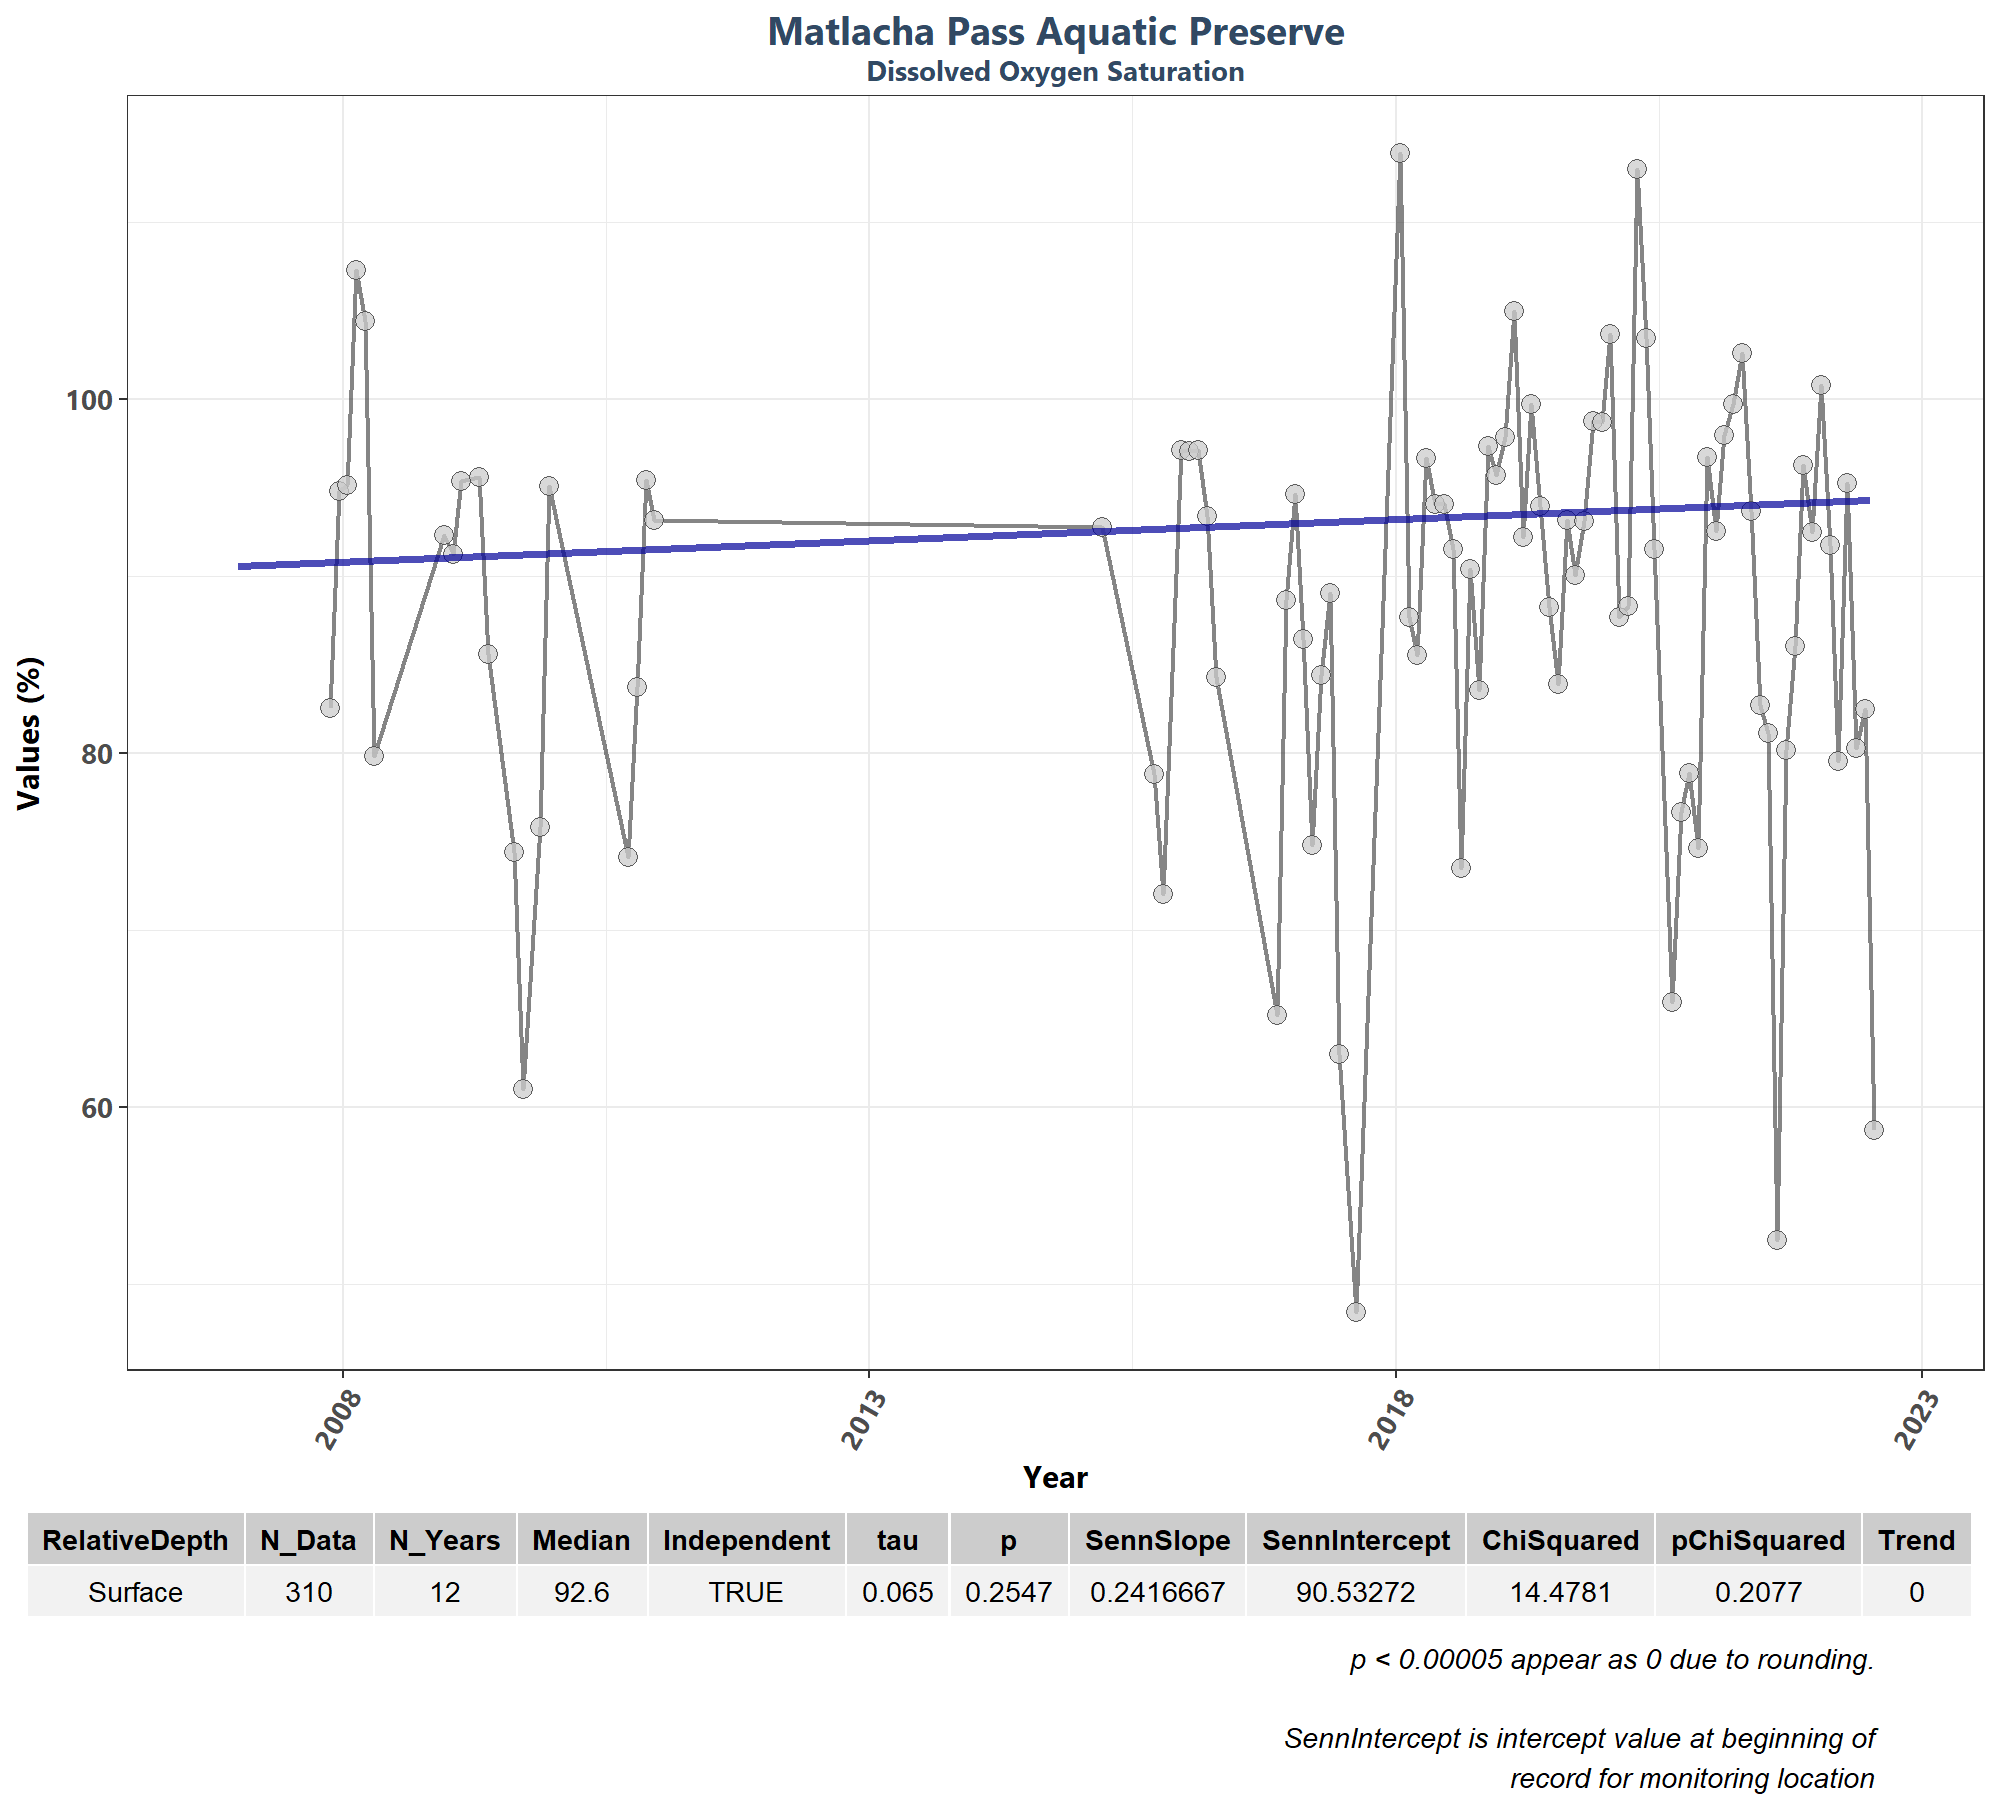 Matlacha Pass Aquatic Preserve
Dissolved Oxygen Saturation
100
80
60
Values (%)
2008
2013
2018
2023
Year
RelativeDepth N_Data N_Years Median Independent tau p SennSlope SennIntercept ChiSquared pChiSquared Trend
Surface 310 12 92.6 TRUE 0.065 0.2547 0.2416667 90.53272 14.4781 0.2077 0
p < 0.00005 appear as 0 due to rounding.
SennIntercept is intercept value at beginning of
record for monitoring location